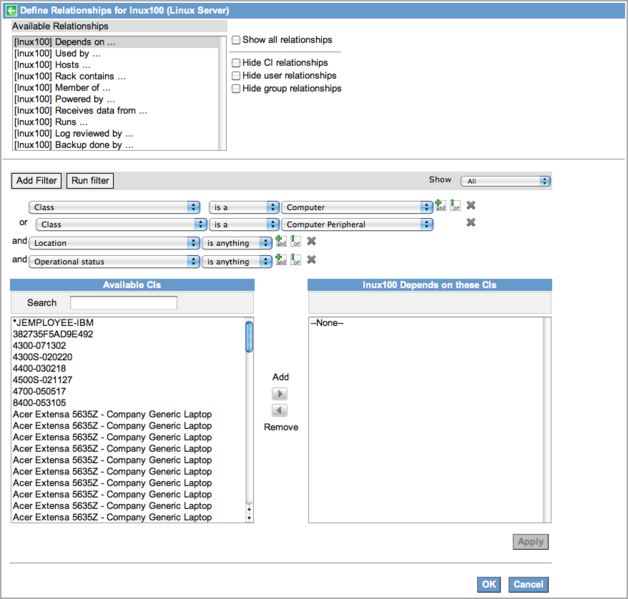 Define Relationships for lnux100 (Linux Server)
Available Relationships
[lnux100] Depends on ...
[lnux100] Used by ...
[lnux100] Hosts ...
[lnux100] Rack contains ...
[lnux100] Member of ...
[lnux100] Powered by ...
[lnux100] Receives data from ...
[lnux100] Runs ...
[lnux100] Log reviewed by ...
[lnux100] Backup done by ...
Show all relationships
Hide CI relationships
Hide user relationships
Hide group relationships
Add Filter Run filter Show All
Class is a Computer and or
or Class is a Computer Peripheral
and Location is anything and or
and Operational status is anything and or
Available CIs
Search
*JEMPLOYEE-IBM
382735F5AD9E492
4300-071302
4300S-020220
4400-030218
4500S-021127
4700-050517
8400-053105
Acer Extensa 5635Z - Company Generic Laptop
Acer Extensa 5635Z - Company Generic Laptop
Acer Extensa 5635Z - Company Generic Laptop
Acer Extensa 5635Z - Company Generic Laptop
Acer Extensa 5635Z - Company Generic Laptop
Acer Extensa 5635Z - Company Generic Laptop
Acer Extensa 5635Z - Company Generic Laptop
Acer Extensa 5635Z - Company Generic Laptop
Acer Extensa 5635Z - Company Generic Laptop
Acer Extensa 5635Z - Company Generic Laptop
Add
Remove
lnux100 Depends on these CIs
--None--
Apply
OK Cancel